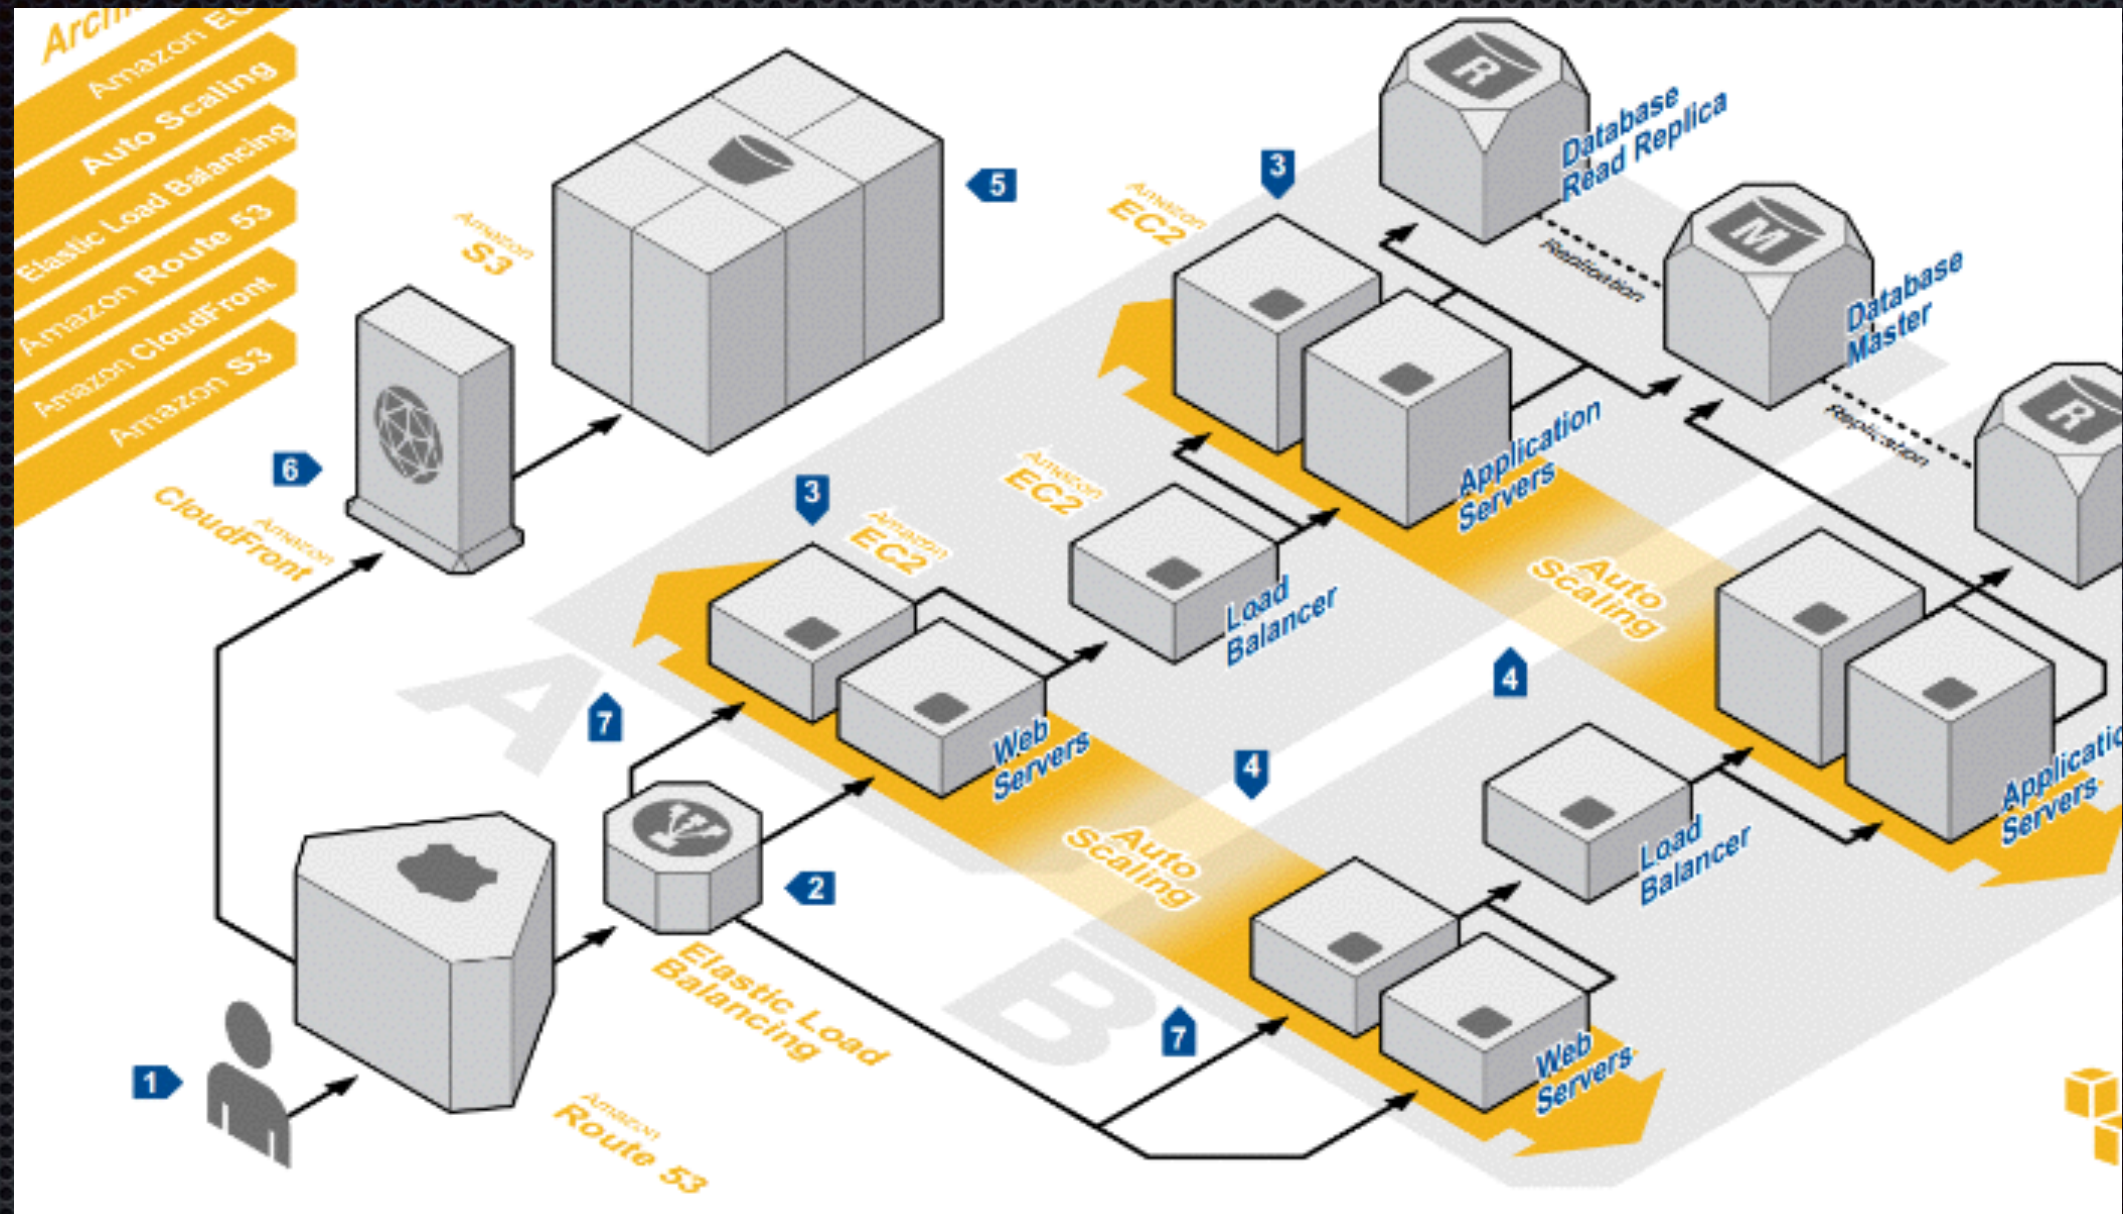 Amazon
Auto Scaling
Elastic Load Balancing
Amazon Route 53
Amazon CloudFront
Amazon S3
R
Database
Read Replica
3
Amazon
EC2
5
Amazon
S3
M
Replication
Database
Master
R
Replication
6
Amazon
CloudFront
3
Amazon
EC2
Amazon
EC2
Application
Servers
Load
Balancer
Auto
Scaling
4
A
7
Web
Servers
4
Servers
Load
Balancer
Auto
Scaling
2
Elastic Load
Balancing
B
7
Web
Servers
1
Amazon
Route 53